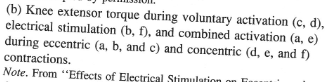 (b) Knee extensor torque during voluntary activation (c, d),
electrical stimulation (b, f), and combined activation (a, e)
during eccentric (a, b, and c) and concentric (d, e, and f)
contractions.
Note. From "Effects of Electrical Stimulation on